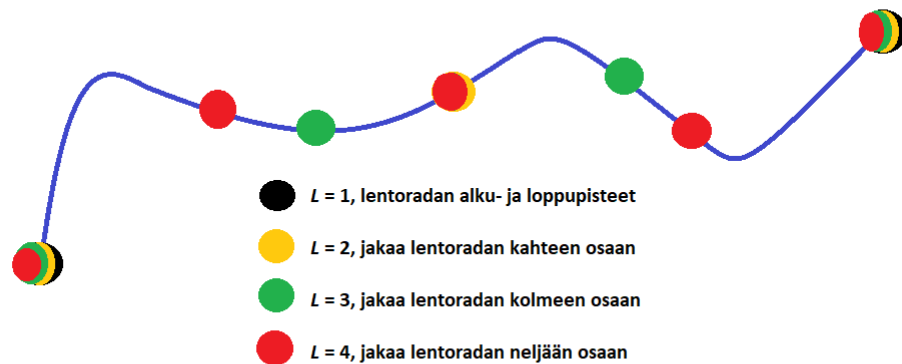 L = 1, lentoradan alku- ja loppupisteet
L = 2, jakaa lentoradan kahteen osaan
L = 3, jakaa lentoradan kolmeen osaan
L = 4, jakaa lentoradan neljään osaan